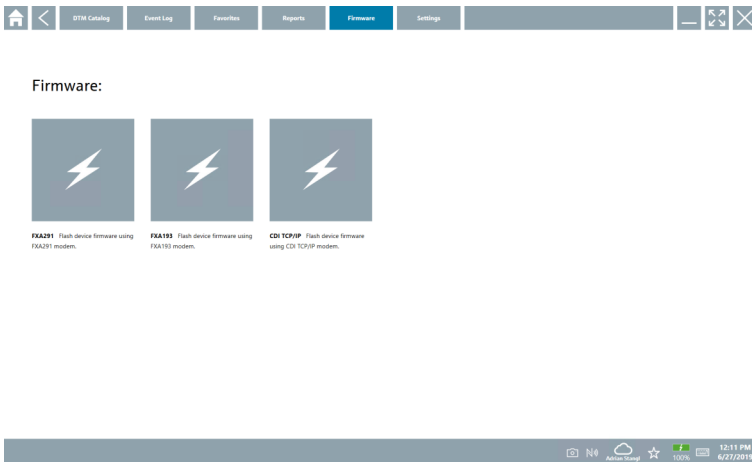 DTM Catalog Event Log Favorites Reports Firmware Settings
Firmware:
FXA291 Flash device firmware using
FXA291 modem.
FXA193 Flash device firmware using
FXA193 modem.
CDI TCP/IP Flash device firmware
using CDI TCP/IP modem.
Adrian Stangl
100%
12:11 PM
6/27/2019